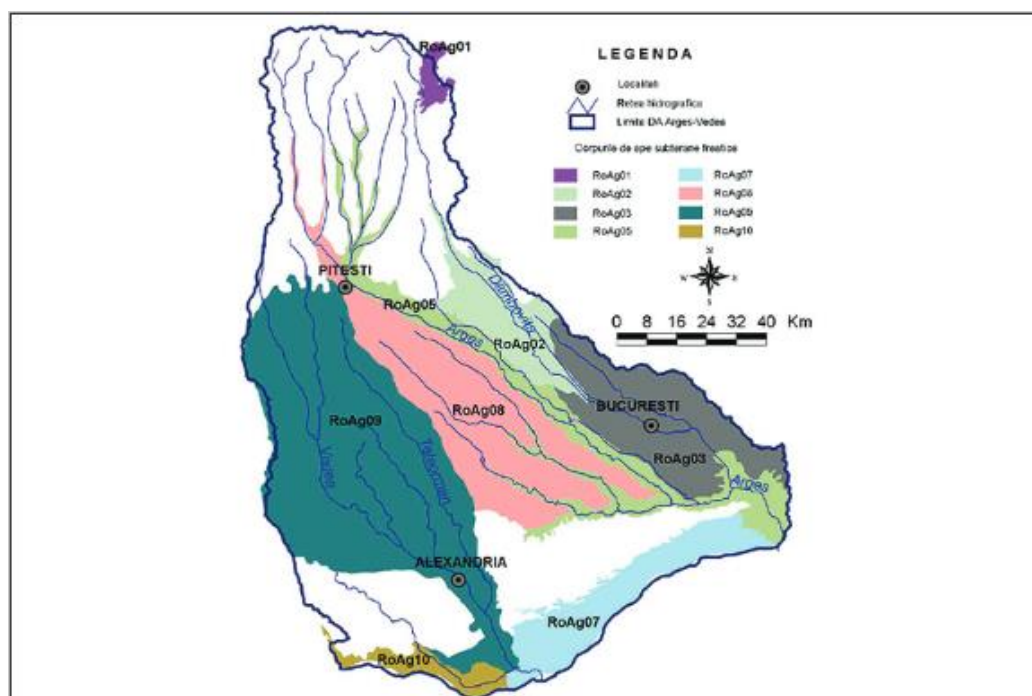 RoAg01
LEGENDA
Localitati
Retea hidrografica
Limite DA Arges-Vedea
Corpurile de ape subterane freatice
RoAg01
RoAg07
RoAg02
RoAg08
RoAg03
RoAg09
RoAg05
RoAg10
N
W
E
S
0 8 16 24 32 40 Km
PITESTI
RoAg05
Dambovita
Arges
RoAg02
BUCURESTI
RoAg08
RoAg09
RoAg03
Vedea
Teleorman
Arges
ALEXANDRIA
RoAg07
RoAg10